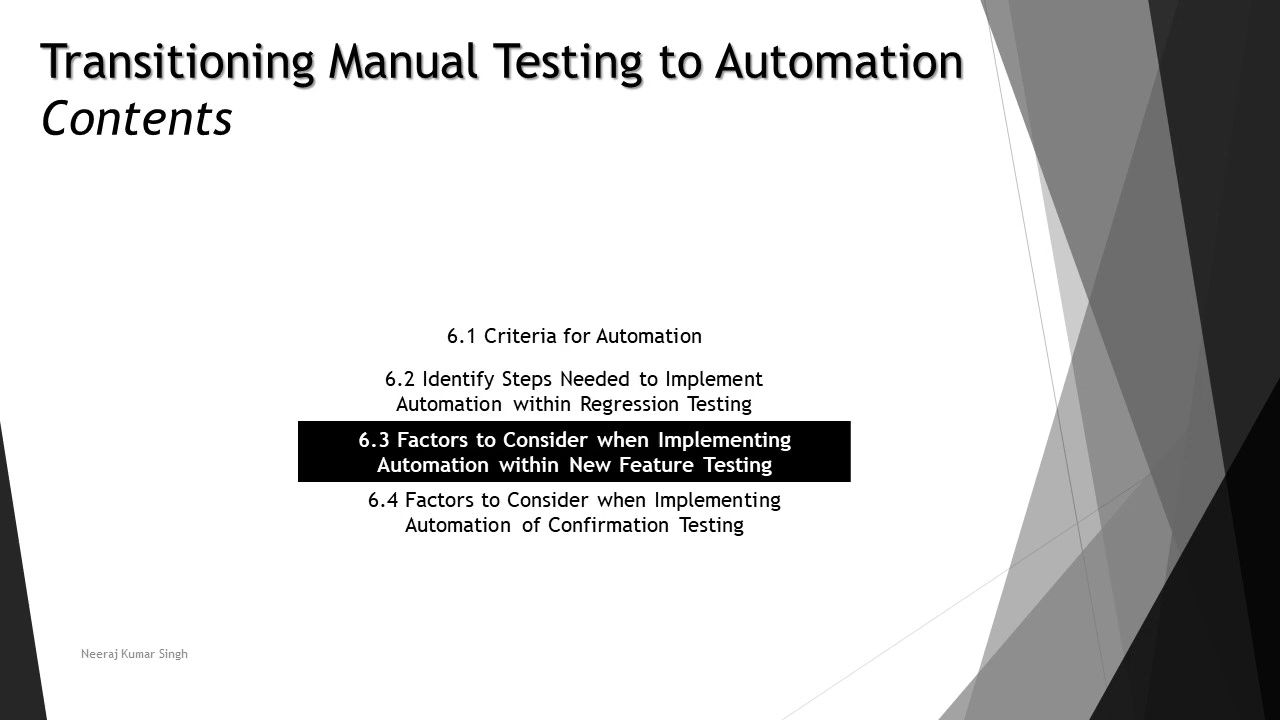 Transitioning Manual Testing to Automation
Contents
6.1 Criteria for Automation
6.2 Identify Steps Needed to Implement
Automation within Regression Testing
6.3 Factors to Consider when Implementing
Automation within New Feature Testing
6.4 Factors to Consider when Implementing
Automation of Confirmation Testing
Neeraj Kumar Singh